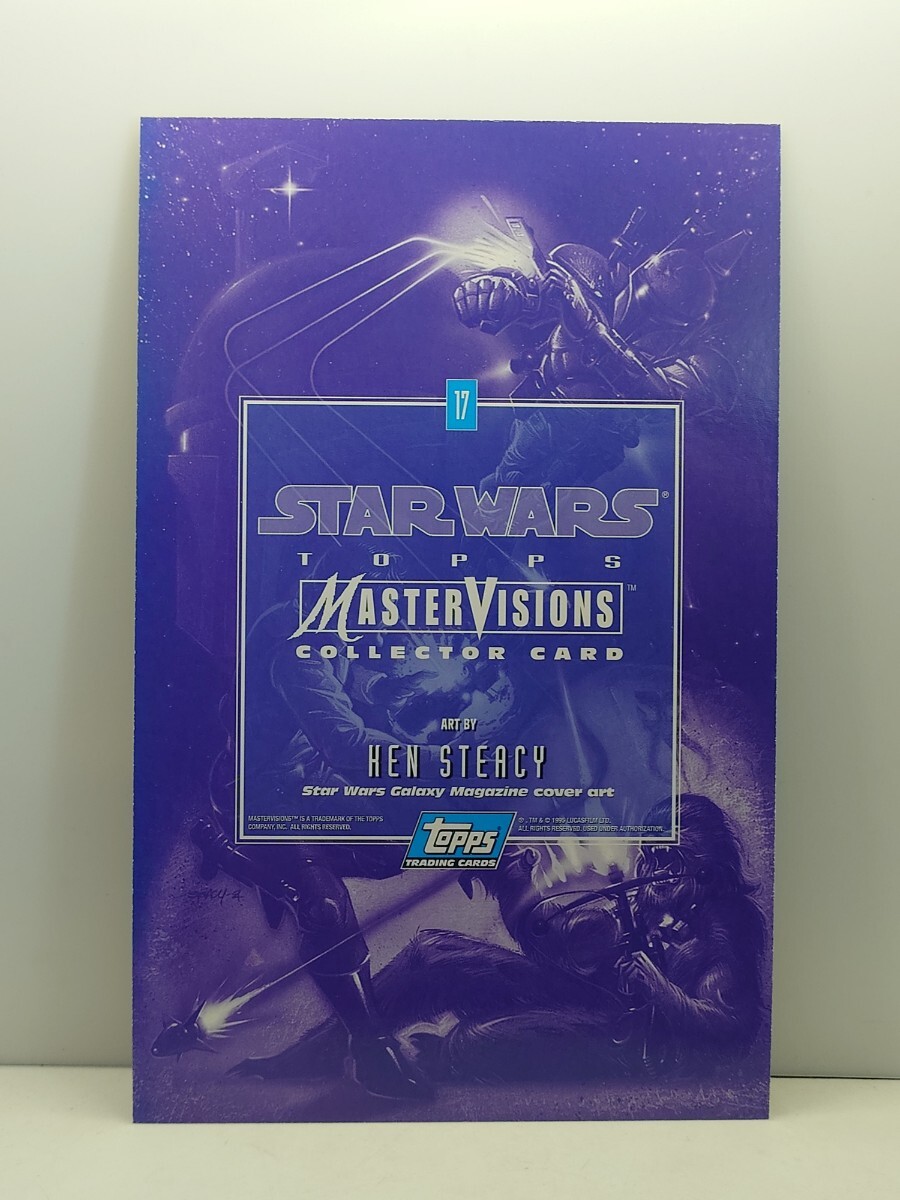 17
STAR WARS®
TOPPS
MASTERVISIONS™
COLLECTOR CARD
ART BY
KEN STEACY
Star Wars Galaxy Magazine cover art
MASTERVISIONS™ IS A TRADEMARK OF THE TOPPS
COMPANY, INC. ALL RIGHTS RESERVED.
®, TM & © 1995 LUCASFILM LTD.
ALL RIGHTS RESERVED. USED UNDER AUTHORIZATION.
topps
TRADING CARDS